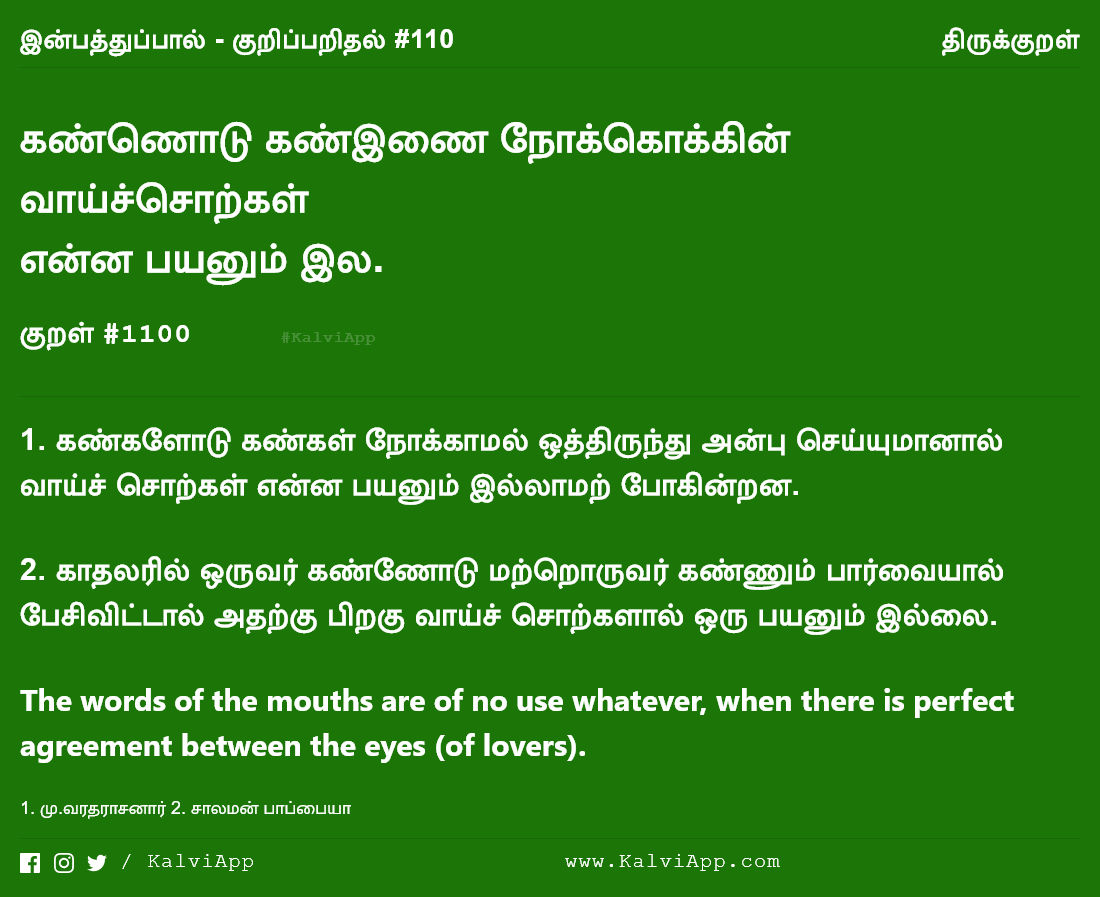 இன்பத்துப்பால் - குறிப்பறிதல் #110
திருக்குறள்
கண்ணொடு கண்இணை நோக்கொக்கின்
வாய்ச்சொற்கள்
என்ன பயனும் இல.
குறள் #1100
#KalviApp
1. கண்களோடு கண்கள் நோக்காமல் ஒத்திருந்து அன்பு செய்யுமானால்
வாய்ச் சொற்கள் என்ன பயனும் இல்லாமற் போகின்றன.
2. காதலரில் ஒருவர் கண்ணோடு மற்றொருவர் கண்ணும் பார்வையால்
பேசிவிட்டால் அதற்கு பிறகு வாய்ச் சொற்களால் ஒரு பயனும் இல்லை.
The words of the mouths are of no use whatever, when there is perfect
agreement between the eyes (of lovers).
1. மு.வரதராசனார் 2. சாலமன் பாப்பையா
/ KalviApp
www.KalviApp.com